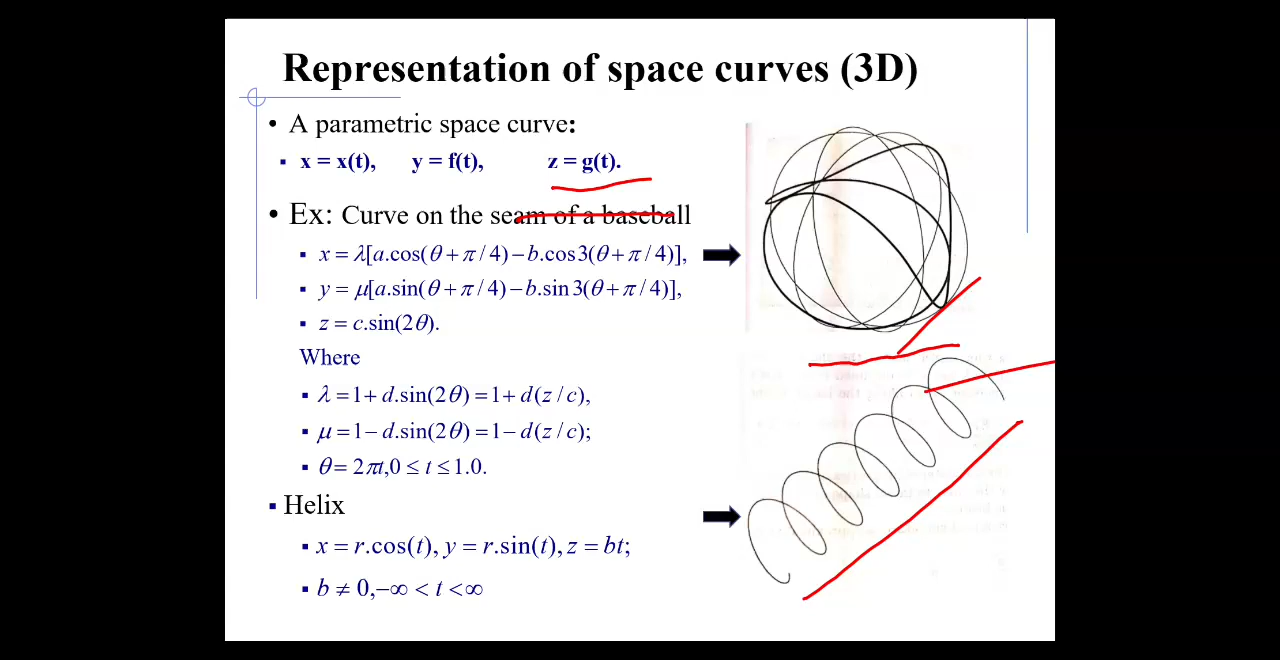 Representation of space curves (3D)
• A parametric space curve:
▪ x = x(t), y = f(t), z = g(t).
• Ex: Curve on the seam of a baseball
▪ x = λ[a.cos(θ + π / 4) − b.cos3(θ + π / 4)],
▪ y = μ[a.sin(θ + π / 4) − b.sin3(θ + π / 4)],
▪ z = c.sin(2θ).
Where
▪ λ = 1 + d.sin(2θ) = 1 + d(z / c),
▪ μ = 1 − d.sin(2θ) = 1 − d(z / c);
▪ θ = 2πt, 0 ≤ t ≤ 1.0.
▪ Helix
▪ x = r.cos(t), y = r.sin(t), z = bt;
▪ b ≠ 0, −∞ < t < ∞